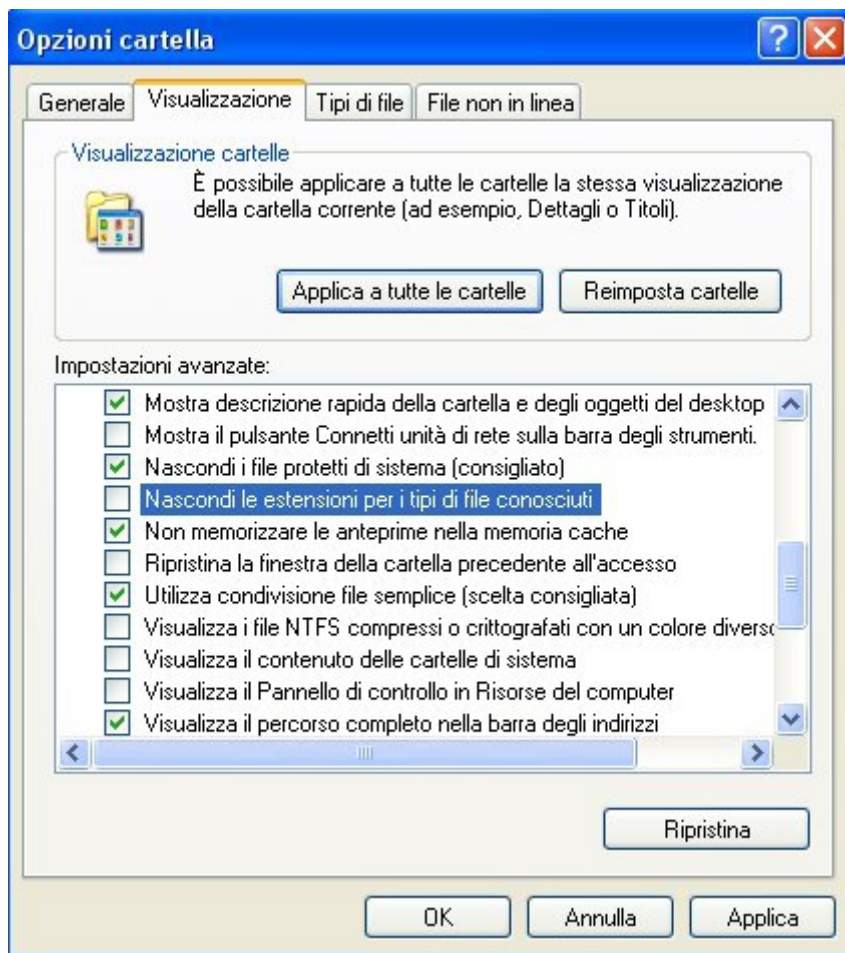 Opzioni cartella
Generale Visualizzazione Tipi di file File non in linea
Visualizzazione cartelle
È possibile applicare a tutte le cartelle la stessa visualizzazione
della cartella corrente (ad esempio, Dettagli o Titoli).
Applica a tutte le cartelle Reimposta cartelle
Impostazioni avanzate:
Mostra descrizione rapida della cartella e degli oggetti del desktop
Mostra il pulsante Connetti unità di rete sulla barra degli strumenti.
Nascondi i file protetti di sistema (consigliato)
Nascondi le estensioni per i tipi di file conosciuti
Non memorizzare le anteprime nella memoria cache
Ripristina la finestra della cartella precedente all'accesso
Utilizza condivisione file semplice (scelta consigliata)
Visualizza i file NTFS compressi o crittografati con un colore diverso
Visualizza il contenuto delle cartelle di sistema
Visualizza il Pannello di controllo in Risorse del computer
Visualizza il percorso completo nella barra degli indirizzi
Ripristina
OK Annulla Applica